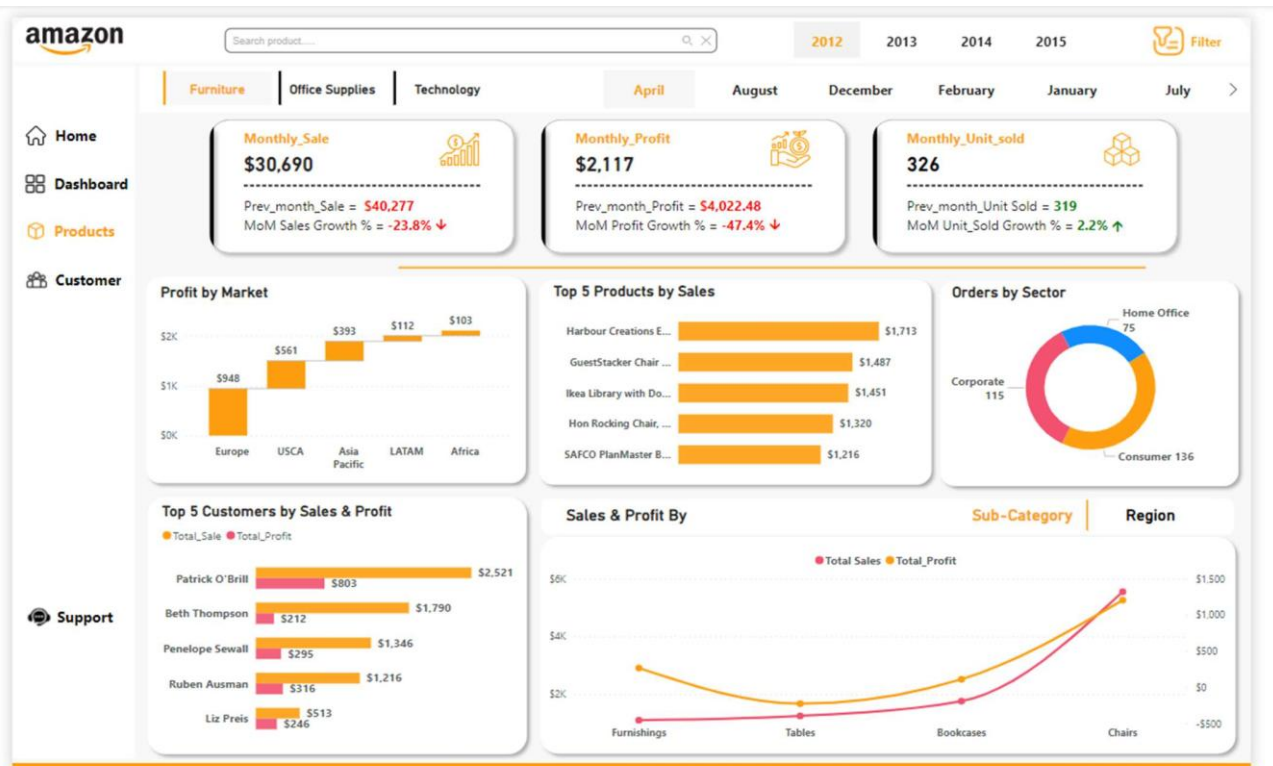 amazon
Search product.....
2012 2013 2014 2015
Filter
Furniture Office Supplies Technology
April August December February January July
Home
Dashboard
Products
Customer
Support
Monthly_Sale
$30,690
Prev_month_Sale = $40,277
MoM Sales Growth % = -23.8%
Monthly_Profit
$2,117
Prev_month_Profit = $4,022.48
MoM Profit Growth % = -47.4%
Monthly_Unit_sold
326
Prev_month_Unit Sold = 319
MoM Unit_Sold Growth % = 2.2%
Profit by Market
$2K
$1K
$0K
$948
$561
$393
$112
$103
Europe
USCA
Asia
Pacific
LATAM
Africa
Top 5 Products by Sales
Harbour Creations E... $1,713
GuestStacker Chair ... $1,487
Ikea Library with Do... $1,451
Hon Rocking Chair, ... $1,320
SAFCO PlanMaster B... $1,216
Orders by Sector
Home Office
75
Corporate
115
Consumer 136
Top 5 Customers by Sales & Profit
Total_Sale Total_Profit
Patrick O'Brill $2,521
$803
Beth Thompson $1,790
$212
Penelope Sewall $1,346
$295
Ruben Ausman $1,216
$316
Liz Preis $513
$246
Sales & Profit By
Sub-Category Region
Total Sales Total_Profit
$6K
$4K
$2K
$1,500
$1,000
$500
$0
-$500
Furnishings Tables Bookcases Chairs